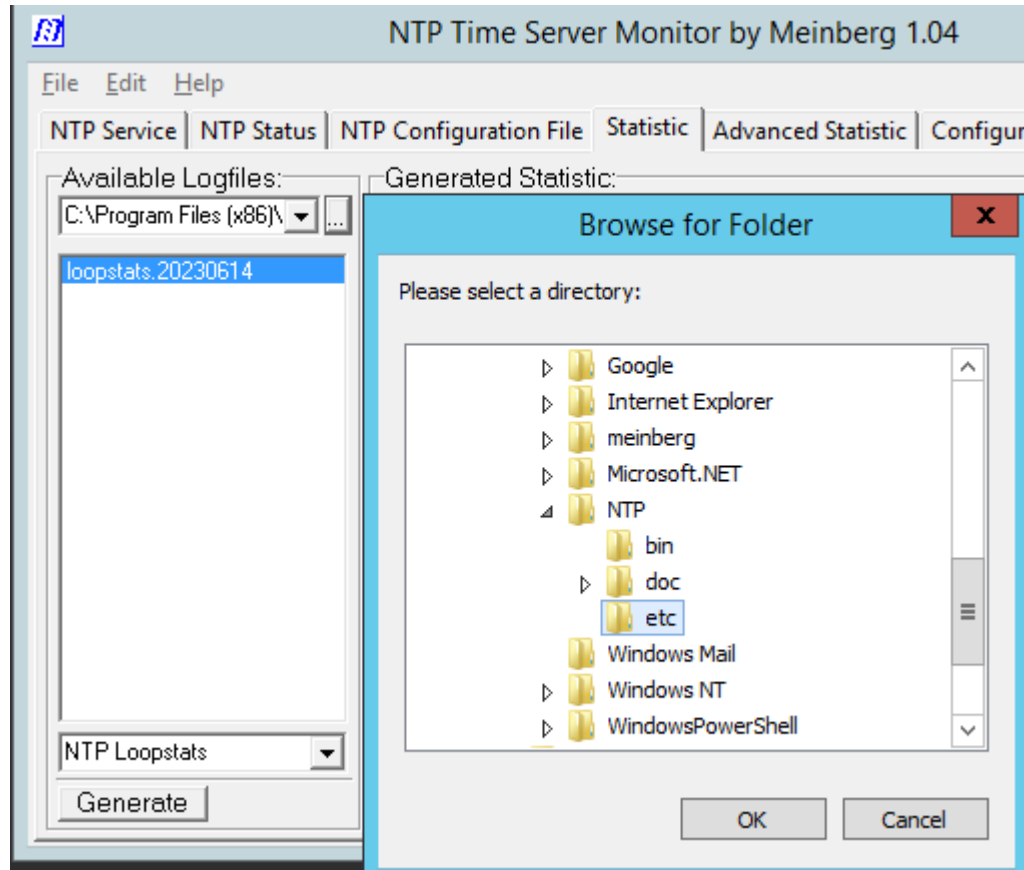 NTP Time Server Monitor by Meinberg 1.04
File Edit Help
NTP Service NTP Status NTP Configuration File Statistic Advanced Statistic Configur
Available Logfiles:
C:\Program Files (x86)\
...
loopstats.20230614
NTP Loopstats
Generate
Generated Statistic:
Browse for Folder
x
Please select a directory:
Google
Internet Explorer
meinberg
Microsoft.NET
NTP
bin
doc
etc
Windows Mail
Windows NT
WindowsPowerShell
OK Cancel